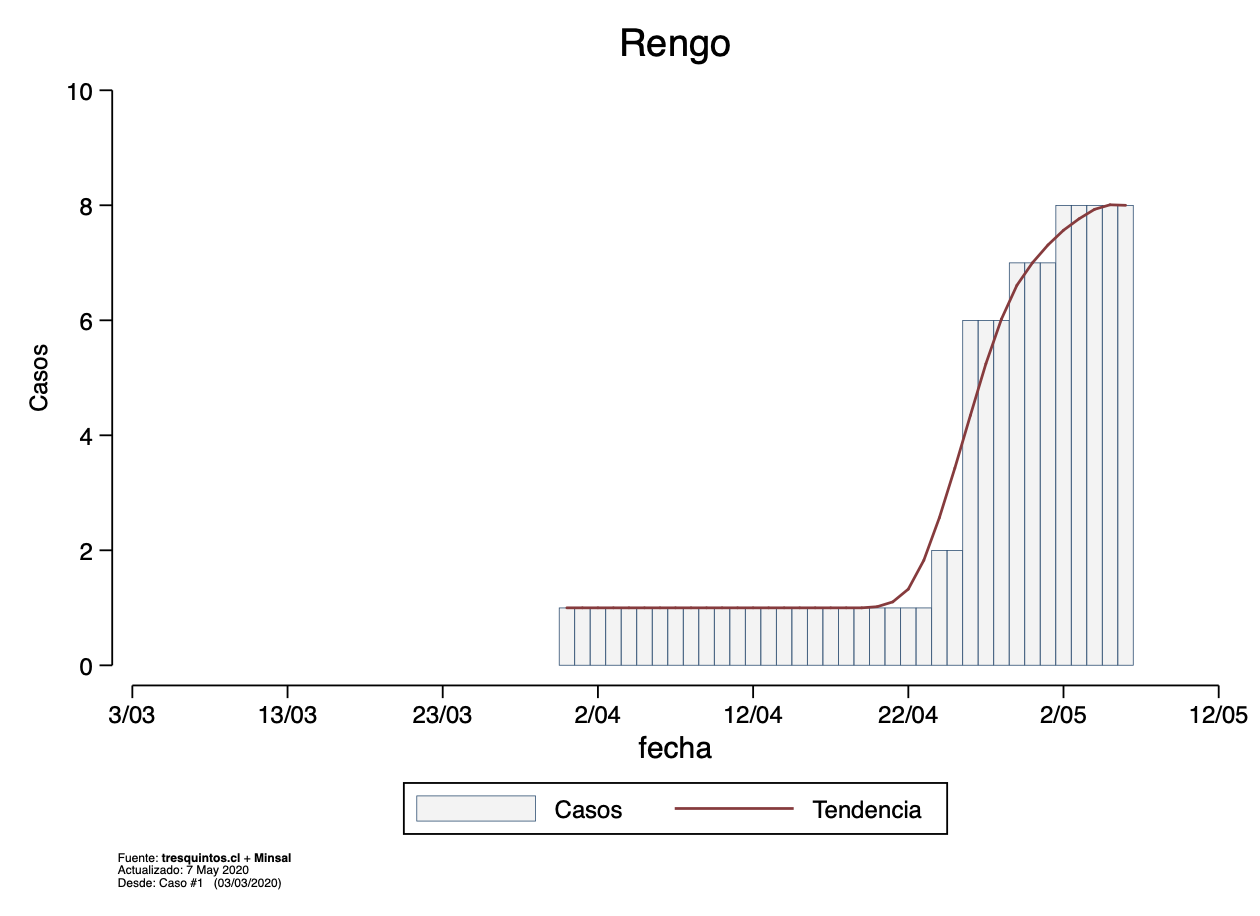 Rengo
10
8
6
4
2
0
Casos
3/03 13/03 23/03 2/04 12/04 22/04 2/05 12/05
fecha
Casos Tendencia
Fuente: tresquintos.cl + Minsal
Actualizado: 7 May 2020
Desde: Caso #1 (03/03/2020)